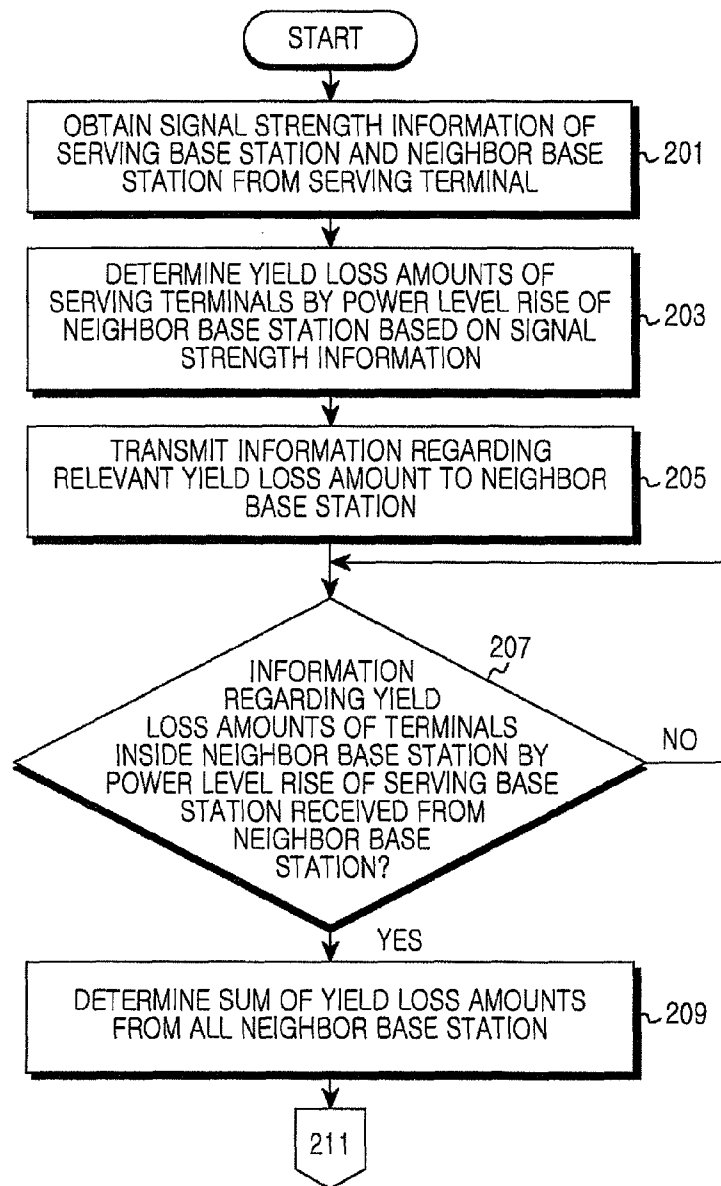 START
OBTAIN SIGNAL STRENGTH INFORMATION OF
SERVING BASE STATION AND NEIGHBOR BASE
STATION FROM SERVING TERMINAL
201
DETERMINE YIELD LOSS AMOUNTS OF
SERVING TERMINALS BY POWER LEVEL RISE OF
NEIGHBOR BASE STATION BASED ON SIGNAL
STRENGTH INFORMATION
203
TRANSMIT INFORMATION REGARDING
RELEVANT YIELD LOSS AMOUNT TO NEIGHBOR
BASE STATION
205
207
INFORMATION
REGARDING YIELD
LOSS AMOUNTS OF TERMINALS
INSIDE NEIGHBOR BASE STATION BY
POWER LEVEL RISE OF SERVING BASE
STATION RECEIVED FROM
NEIGHBOR BASE
STATION?
NO
YES
DETERMINE SUM OF YIELD LOSS AMOUNTS
FROM ALL NEIGHBOR BASE STATION
209
211